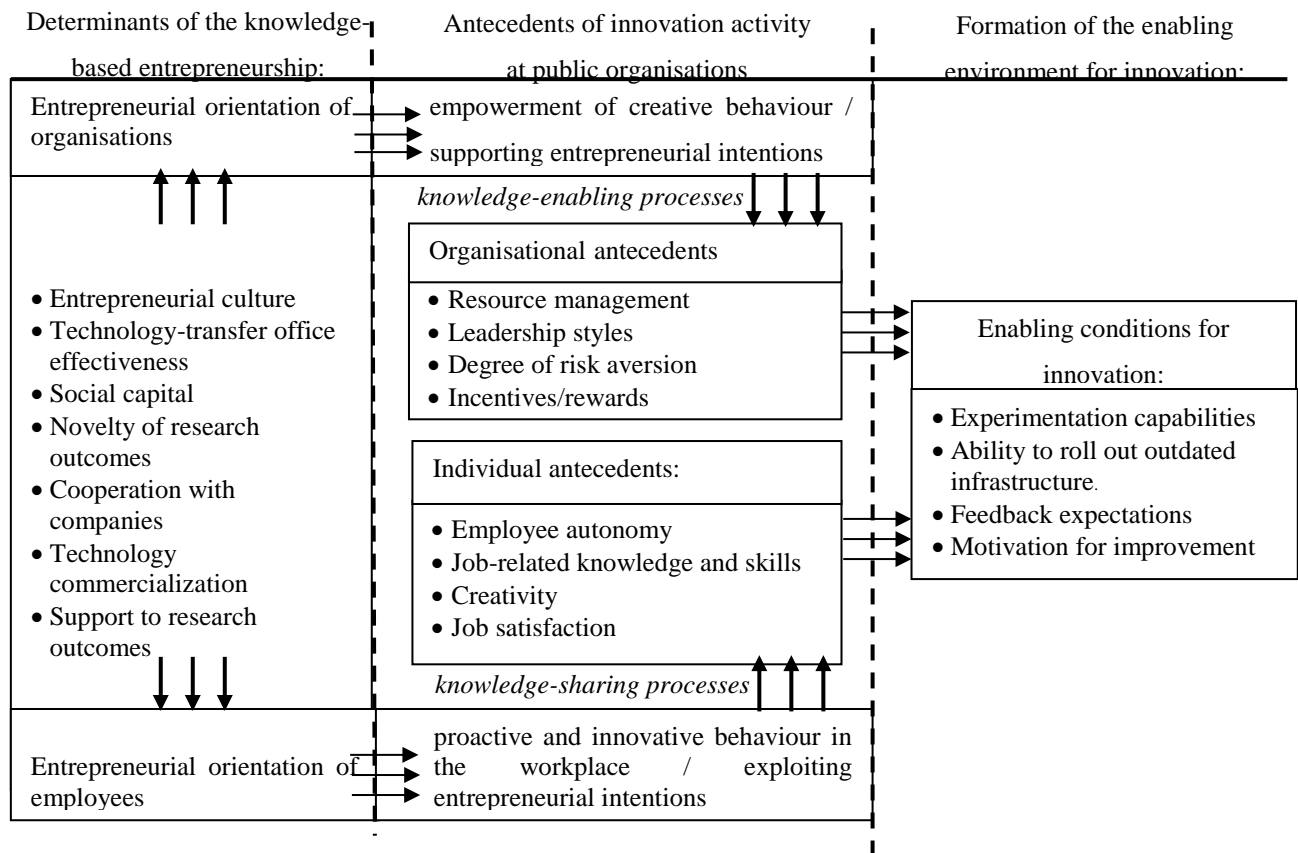 Determinants of the knowledge-
based entrepreneurship:
Antecedents of innovation activity
at public organisations
Formation of the enabling
environment for innovation:
Entrepreneurial orientation of
organisations
empowerment of creative behaviour /
supporting entrepreneurial intentions
knowledge-enabling processes
• Entrepreneurial culture
• Technology-transfer office
effectiveness
• Social capital
• Novelty of research
outcomes
• Cooperation with
companies
• Technology
commercialization
• Support to research
outcomes
Organisational antecedents
• Resource management
• Leadership styles
• Degree of risk aversion
• Incentives/rewards
Individual antecedents:
• Employee autonomy
• Job-related knowledge and skills
• Creativity
• Job satisfaction
knowledge-sharing processes
Enabling conditions for
innovation:
• Experimentation capabilities
• Ability to roll out outdated
infrastructure.
• Feedback expectations
• Motivation for improvement
Entrepreneurial orientation of
employees
proactive and innovative behaviour in
the workplace / exploiting
entrepreneurial intentions